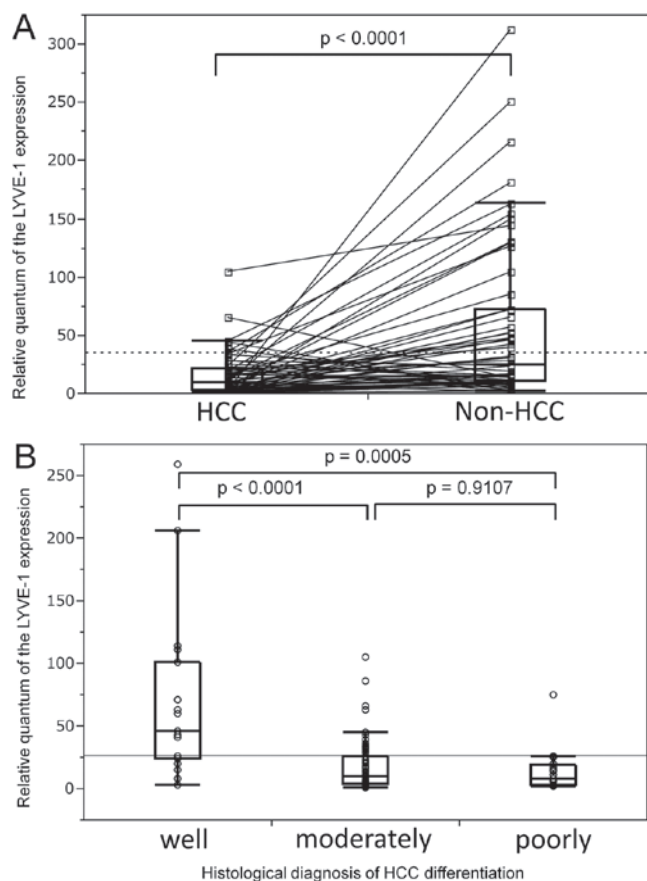 A
Relative quantum of the LYVE-1 expression
300
250
200
150
100
50
0
p < 0.0001
HCC
Non-HCC
B
Relative quantum of the LYVE-1 expression
250
200
150
100
50
0
p = 0.0005
p < 0.0001
p = 0.9107
well
moderately
poorly
Histological diagnosis of HCC differentiation